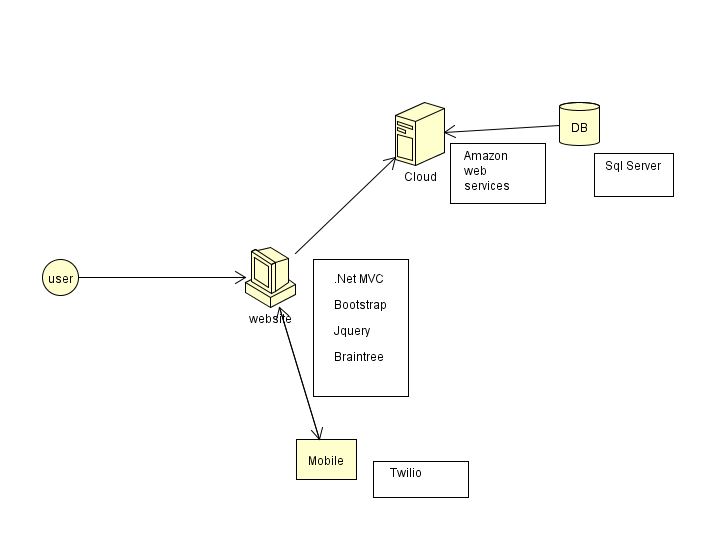 DB
Amazon
web
services
Sql Server
Cloud
user
.Net MVC
Bootstrap
Jquery
Braintree
website
Mobile
Twilio